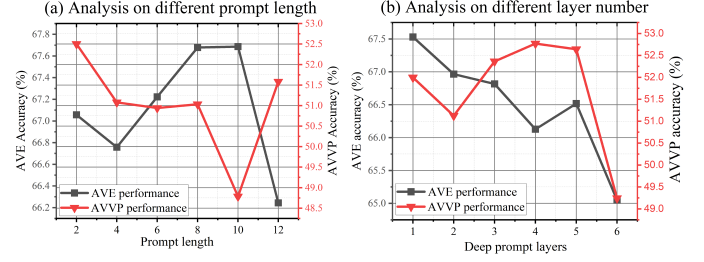 (a) Analysis on different prompt length
AVE Accuracy (%)
67.8
67.6
67.4
67.2
67.0
66.8
66.6
66.4
66.2
53.0
52.5
52.0
51.5
51.0
50.5
50.0
49.5
49.0
48.5
AVVP Accuracy (%)
AVE performance
AVVP performance
2 4 6 8 10 12
Prompt length
(b) Analysis on different layer number
AVE accuracy (%)
67.5
67.0
66.5
66.0
65.5
65.0
53.0
52.5
52.0
51.5
51.0
50.5
50.0
49.5
49.0
AVVP accuracy (%)
AVE performance
AVVP performance
1 2 3 4 5 6
Deep prompt layers